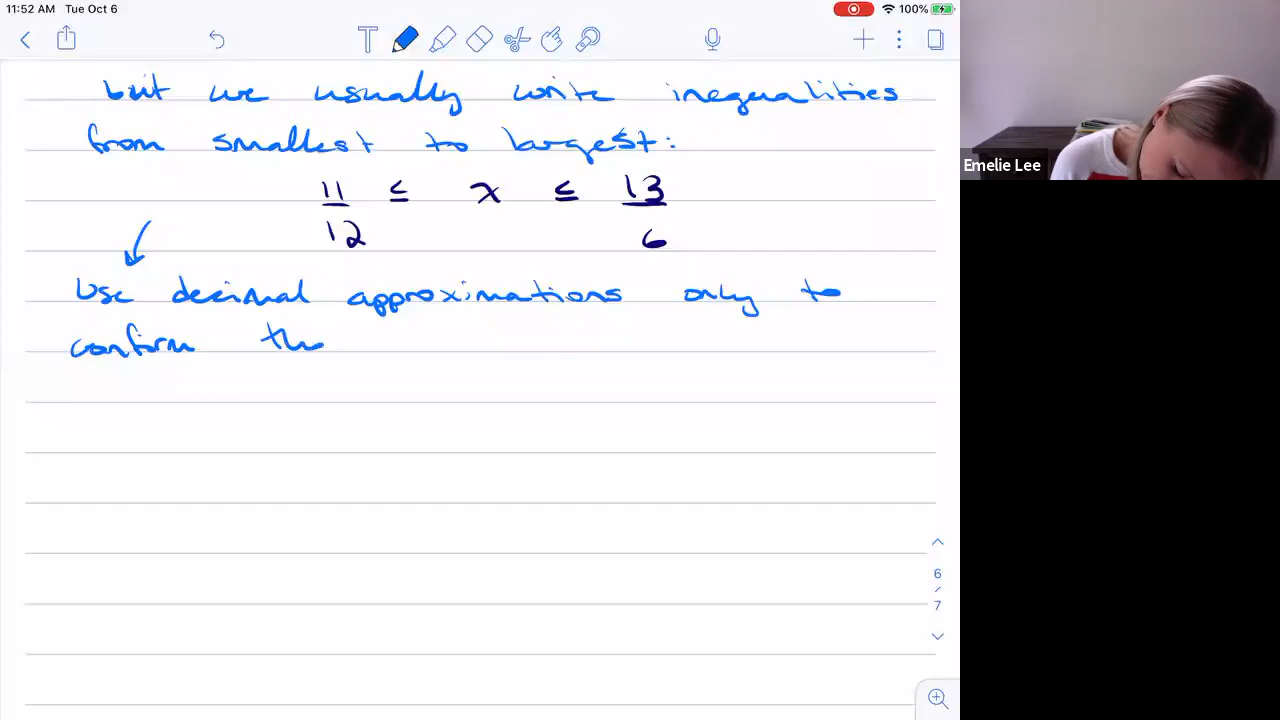 11:52 AM Tue Oct 6
100%
but we usually write inequalities
from smallest to largest:
11/12 ≤ x ≤ 13/6
Use decimal approximations only to
confirm the
Emelie Lee
6
7